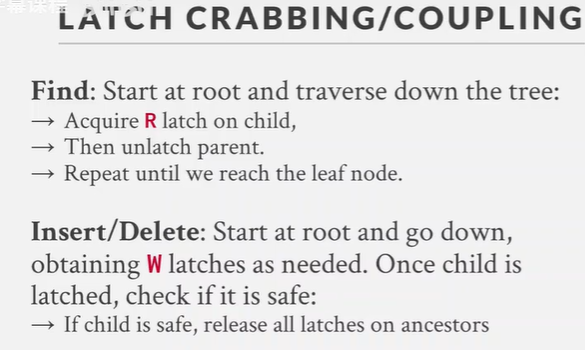 LATCH CRABBING/COUPLING
Find: Start at root and traverse down the tree:
→ Acquire R latch on child,
→ Then unlatch parent.
→ Repeat until we reach the leaf node.
Insert/Delete: Start at root and go down,
obtaining W latches as needed. Once child is
latched, check if it is safe:
→ If child is safe, release all latches on ancestors